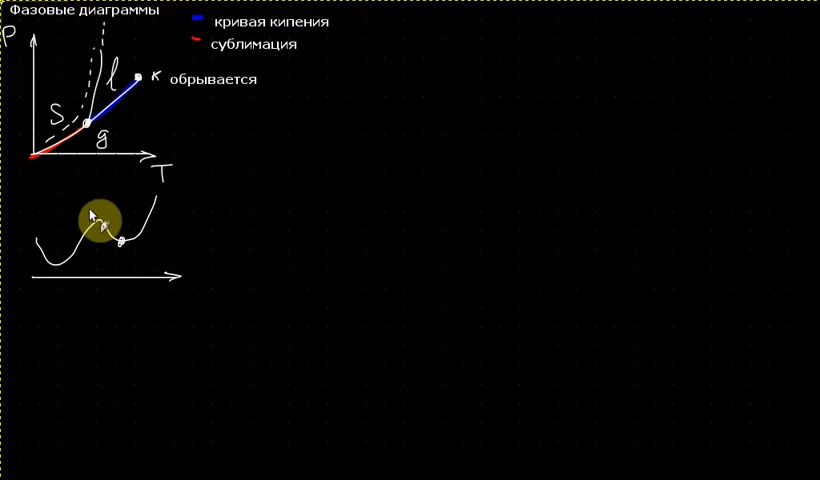 Фазовые диаграммы
кривая кипения
P
сублимация
l
к обрывается
S
g
T